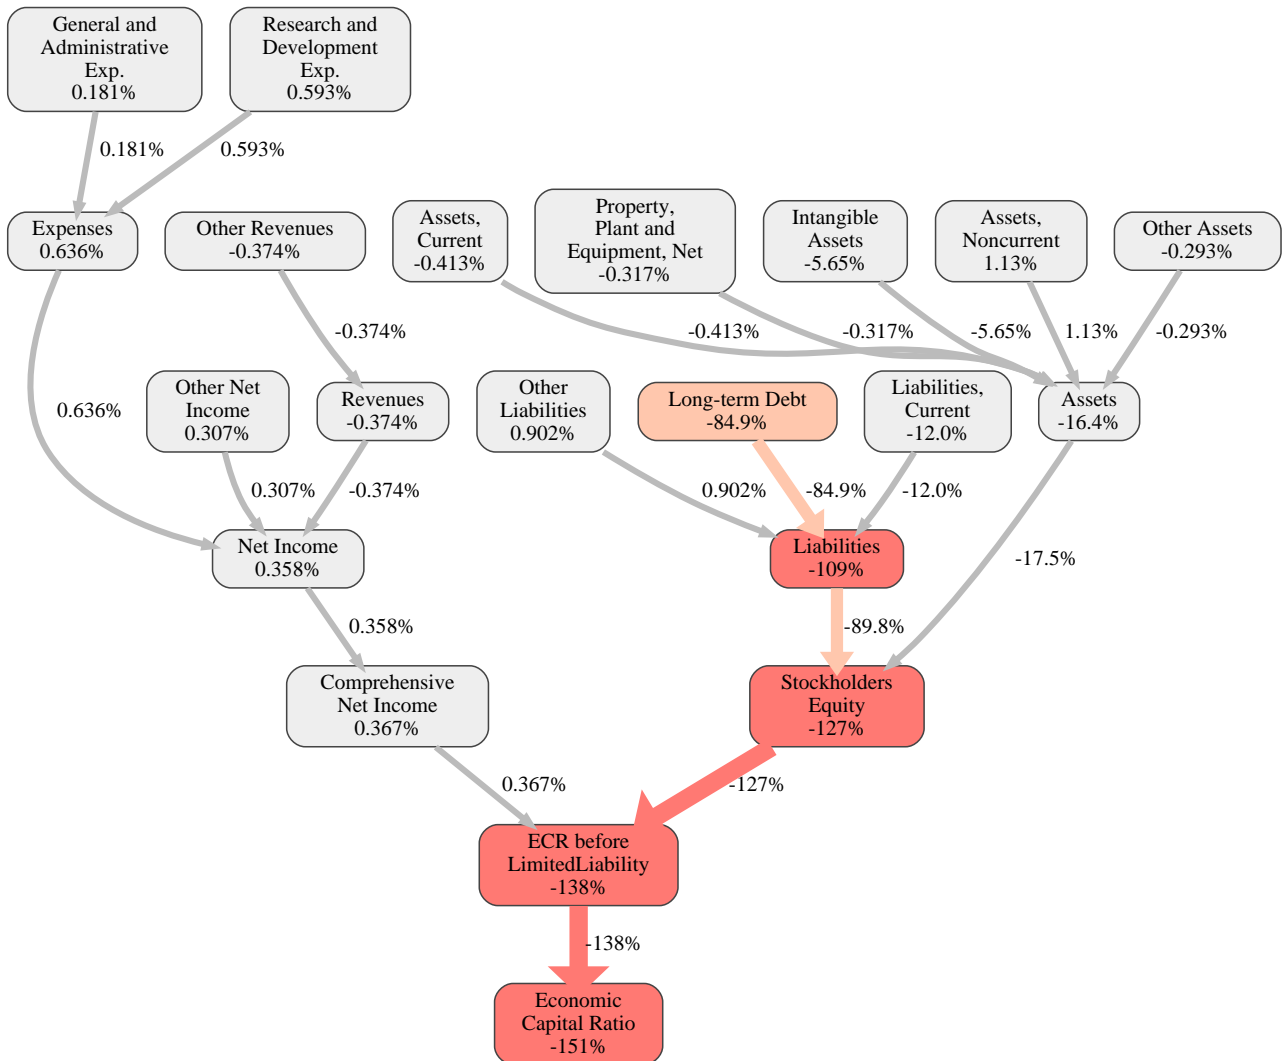 General and
Administrative
Exp.
0.181%
Research and
Development
Exp.
0.593%
0.181%
0.593%
Expenses
0.636%
Other Revenues
-0.374%
Assets,
Current
-0.413%
Property,
Plant and
Equipment, Net
-0.317%
Intangible
Assets
-5.65%
Assets,
Noncurrent
1.13%
Other Assets
-0.293%
-0.374%
-0.413%
-0.317%
-5.65%
1.13%
-0.293%
0.636%
Other Net
Income
0.307%
Revenues
-0.374%
Other
Liabilities
0.902%
Long-term Debt
-84.9%
Liabilities,
Current
-12.0%
Assets
-16.4%
0.307%
-0.374%
0.902%
-84.9%
-12.0%
Net Income
0.358%
Liabilities
-109%
-17.5%
0.358%
-89.8%
Comprehensive
Net Income
0.367%
Stockholders
Equity
-127%
0.367%
-127%
ECR before
LimitedLiability
-138%
-138%
Economic
Capital Ratio
-151%